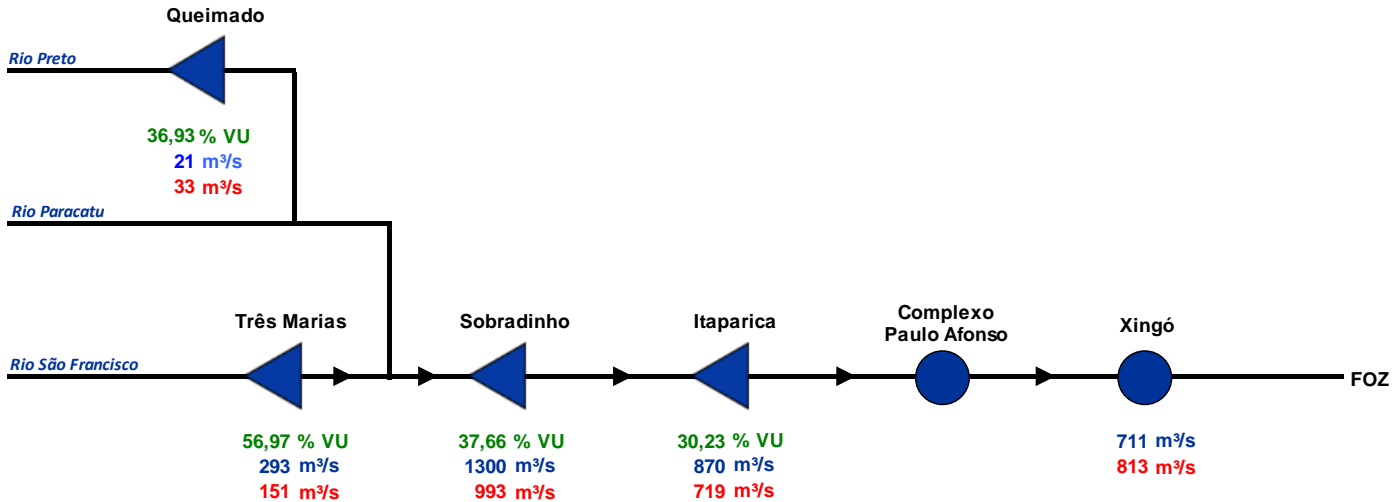 Queimado
Rio Preto
36,93 % VU
21 m³/s
33 m³/s
Rio Paracatu
Três Marias
Sobradinho
Itaparica
Complexo
Paulo Afonso
Xingó
Rio São Francisco
FOZ
56,97 % VU
293 m³/s
151 m³/s
37,66 % VU
1300 m³/s
993 m³/s
30,23 % VU
870 m³/s
719 m³/s
711 m³/s
813 m³/s